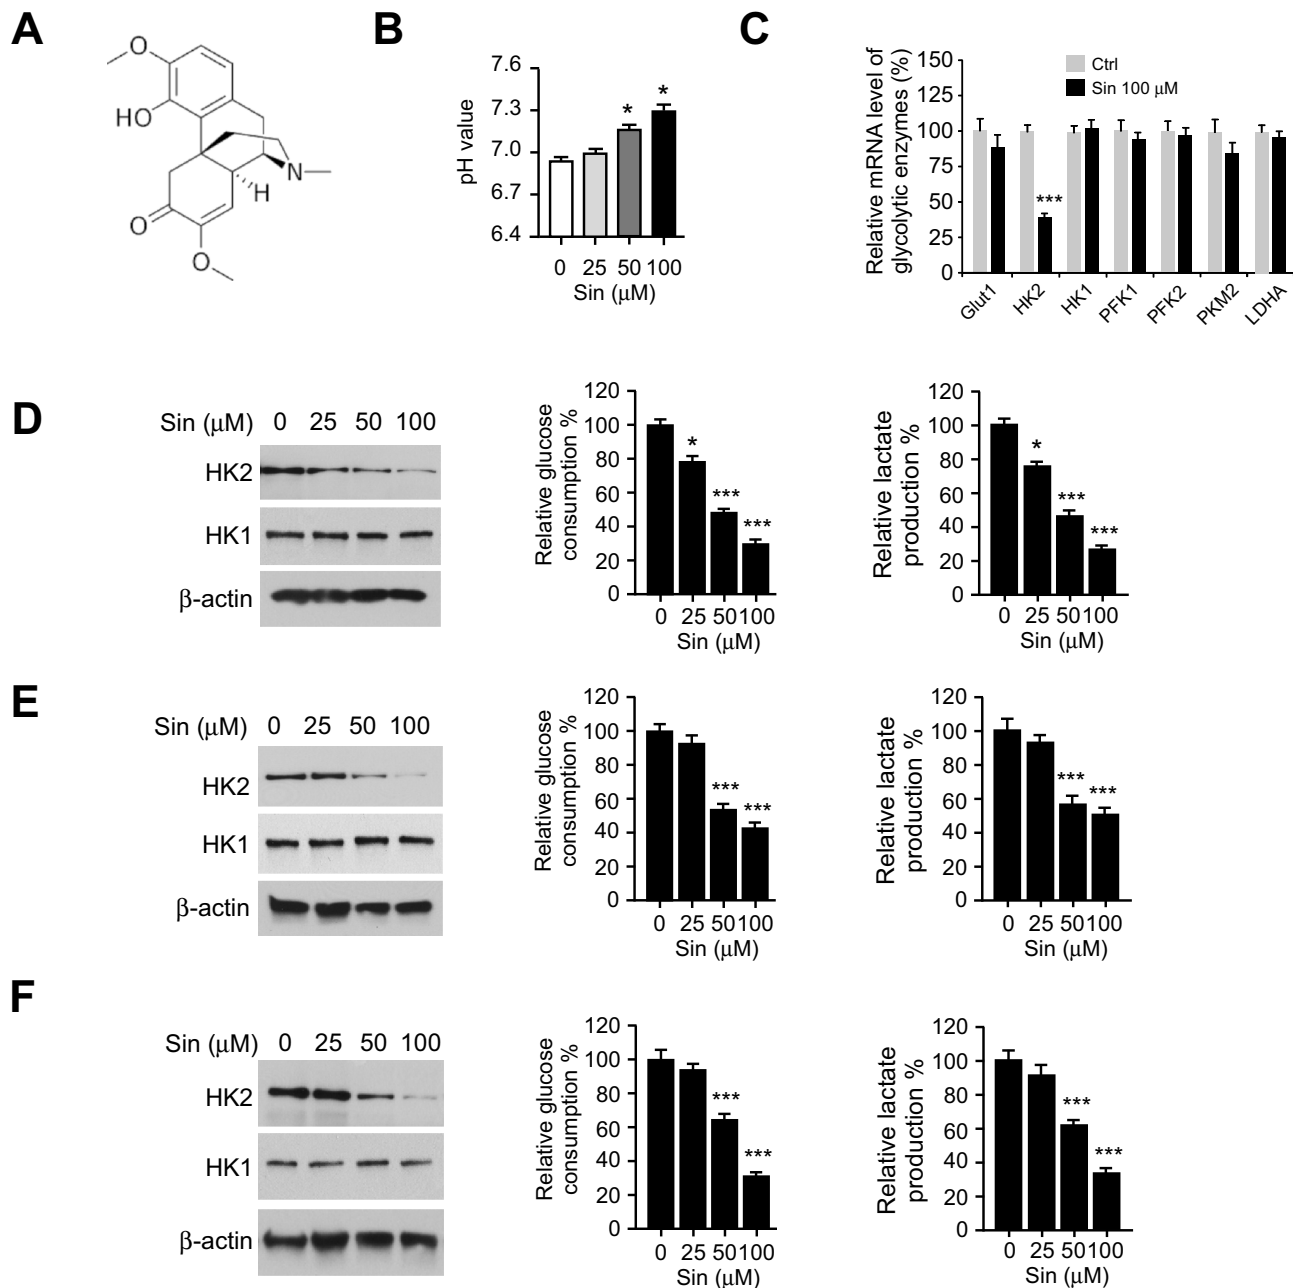 A
O
HO
N
H
O
O
B
pH value
7.6
7.3
7.0
6.7
6.4
*
*
0 25 50 100
Sin (μM)
C
Relative mRNA level of
glycolytic enzymes (%)
150
125
100
75
50
25
0
Ctrl
Sin 100 μM
***
Glut1 HK2 HK1 PFK1 PFK2 PKM2 LDHA
D
Sin (μM) 0 25 50 100
HK2
HK1
β-actin
Relative glucose
consumption %
120
100
80
60
40
20
0
*
***
***
0 25 50 100
Sin (μM)
Relative lactate
production %
120
100
80
60
40
20
0
*
***
***
0 25 50 100
Sin (μM)
E
Sin (μM) 0 25 50 100
HK2
HK1
β-actin
Relative glucose
consumption %
120
100
80
60
40
20
0
***
***
0 25 50 100
Sin (μM)
Relative lactate
production %
120
100
80
60
40
20
0
***
***
0 25 50 100
Sin (μM)
F
Sin (μM) 0 25 50 100
HK2
HK1
β-actin
Relative glucose
consumption %
120
100
80
60
40
20
0
***
***
0 25 50 100
Sin (μM)
Relative lactate
production %
120
100
80
60
40
20
0
***
***
0 25 50 100
Sin (μM)